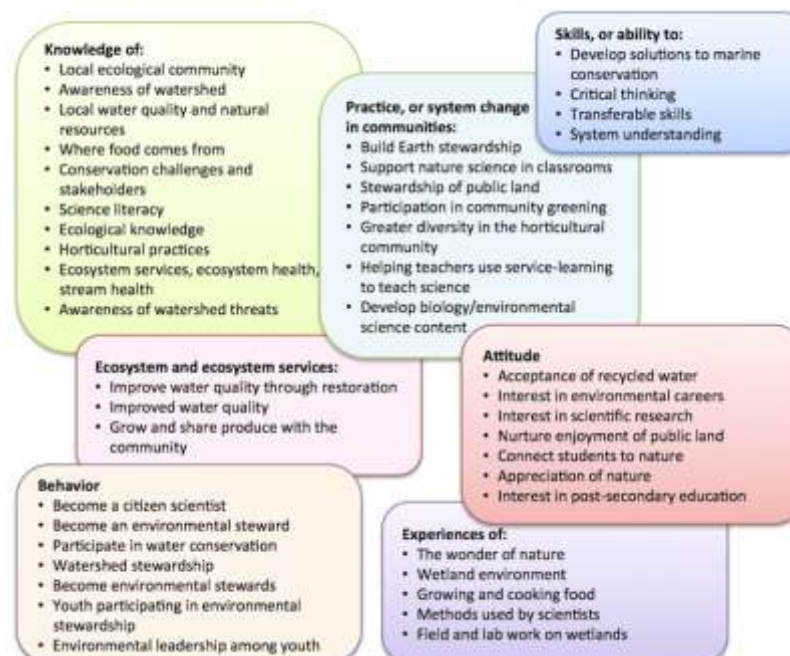 Knowledge of:
• Local ecological community
• Awareness of watershed
• Local water quality and natural
resources
• Where food comes from
• Conservation challenges and
stakeholders
• Science literacy
• Ecological knowledge
• Horticultural practices
• Ecosystem services, ecosystem health,
stream health
• Awareness of watershed threats
Practice, or system change
in communities:
• Build Earth stewardship
• Support nature science in classrooms
• Stewardship of public land
• Participation in community greening
• Greater diversity in the horticultural
community
• Helping teachers use service-learning
to teach science
• Develop biology/environmental
science content
Skills, or ability to:
• Develop solutions to marine
conservation
• Critical thinking
• Transferable skills
• System understanding
Ecosystem and ecosystem services:
• Improve water quality through restoration
• Improved water quality
• Grow and share produce with the
community
Attitude
• Acceptance of recycled water
• Interest in environmental careers
• Interest in scientific research
• Nurture enjoyment of public land
• Connect students to nature
• Appreciation of nature
• Interest in post-secondary education
Behavior
• Become a citizen scientist
• Become an environmental steward
• Participate in water conservation
• Watershed stewardship
• Become environmental stewards
• Youth participating in environmental
stewardship
• Environmental leadership among youth
Experiences of:
• The wonder of nature
• Wetland environment
• Growing and cooking food
• Methods used by scientists
• Field and lab work on wetlands